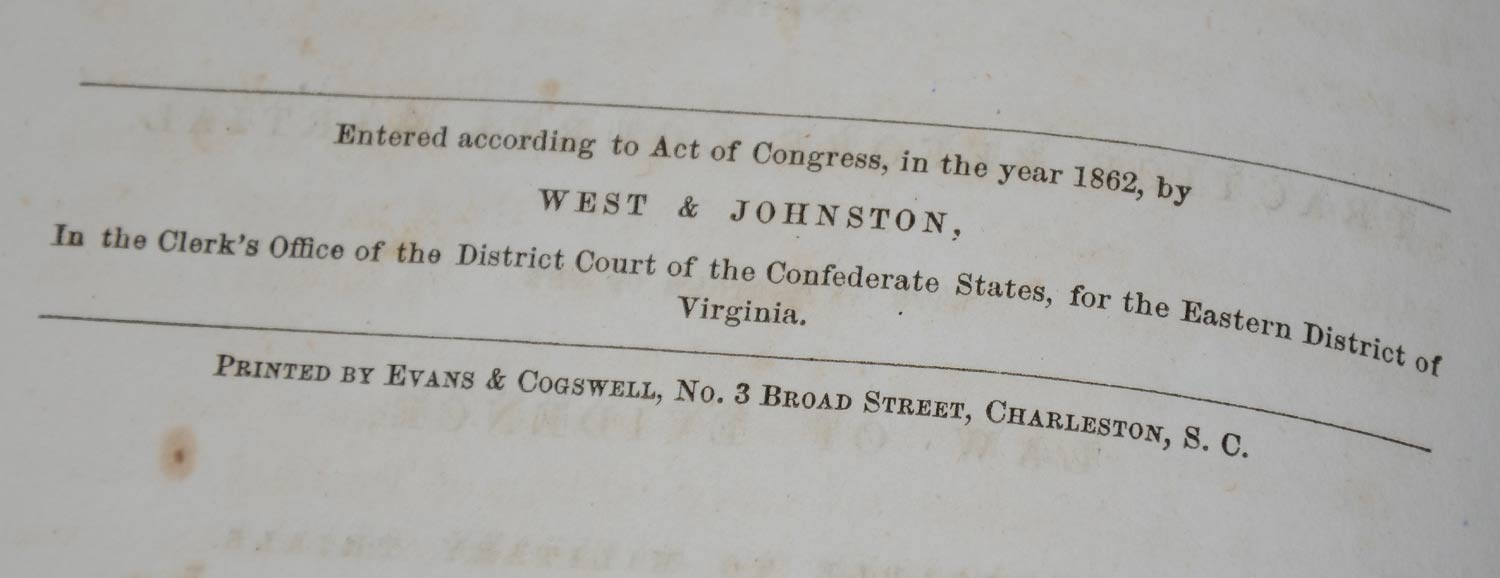 Entered according to Act of Congress, in the year 1862, by
WEST & JOHNSTON,
In the Clerk's Office of the District Court of the Confederate States, for the Eastern District of
Virginia.
PRINTED BY EVANS & COGSWELL, No. 3 BROAD STREET, CHARLESTON, S. C.